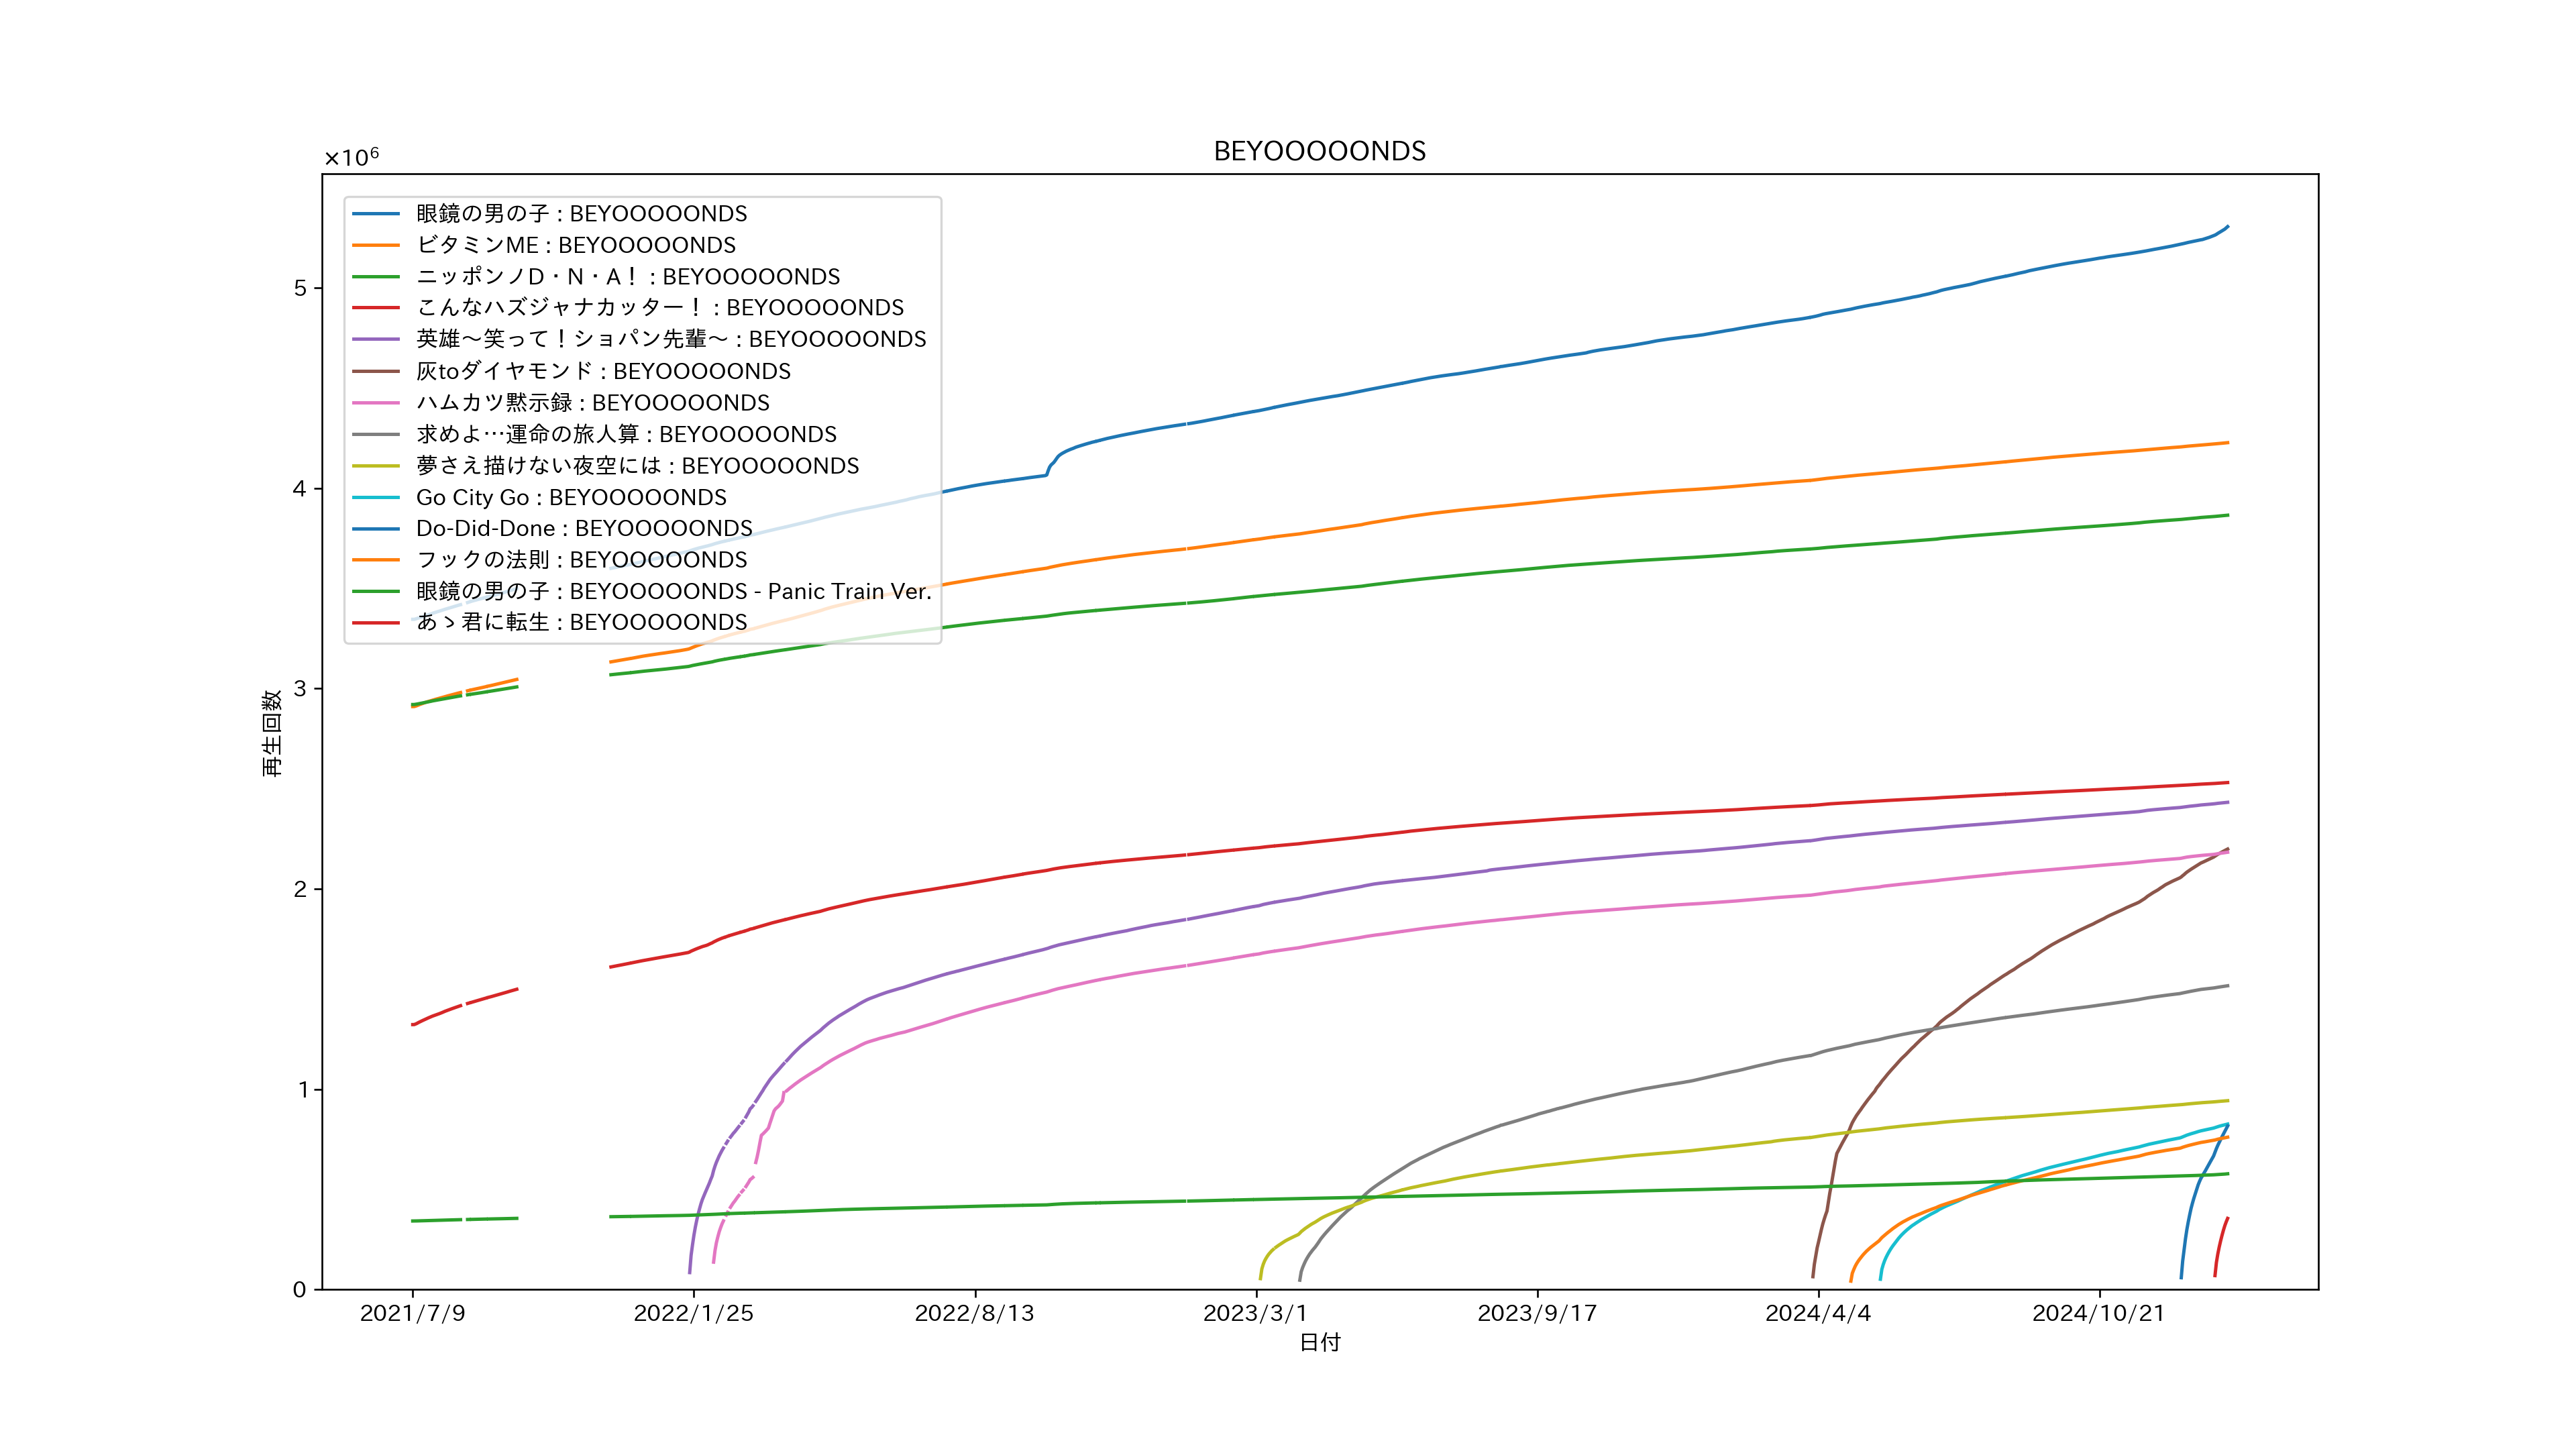 BEYOOOOONDS
×10⁶
眼鏡の男の子 : BEYOOOOONDS
ビタミンME : BEYOOOOONDS
ニッポンノD・N・A！ : BEYOOOOONDS
こんなハズジャナカッター！ : BEYOOOOONDS
英雄〜笑って！ショパン先輩〜 : BEYOOOOONDS
灰toダイヤモンド : BEYOOOOONDS
ハムカツ黙示録 : BEYOOOOONDS
求めよ…運命の旅人算 : BEYOOOOONDS
夢さえ描けない夜空には : BEYOOOOONDS
Go City Go : BEYOOOOONDS
Do-Did-Done : BEYOOOOONDS
フックの法則 : BEYOOOOONDS
眼鏡の男の子 : BEYOOOOONDS - Panic Train Ver.
あゝ君に転生 : BEYOOOOONDS
5
4
3
2
1
0
再生回数
2021/7/9
2022/1/25
2022/8/13
2023/3/1
2023/9/17
2024/4/4
2024/10/21
日付